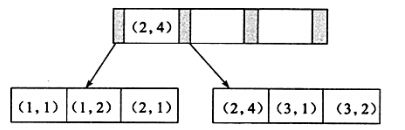 (2,4)
(1,1) (1,2) (2,1) (2,4) (3,1) (3,2)